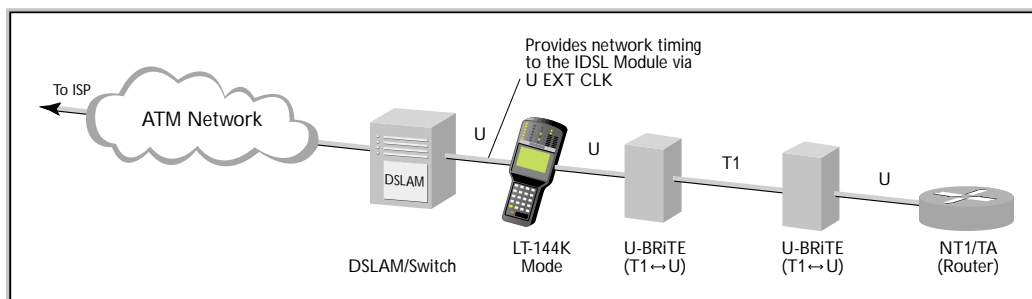 Provides network timing
to the IDSL Module via
U EXT CLK
To ISP
ATM Network
U
U
T1
U
DSLAM
DSLAM/Switch
LT-144K
Mode
U-BRiTE
(T1↔U)
U-BRiTE
(T1↔U)
NT1/TA
(Router)